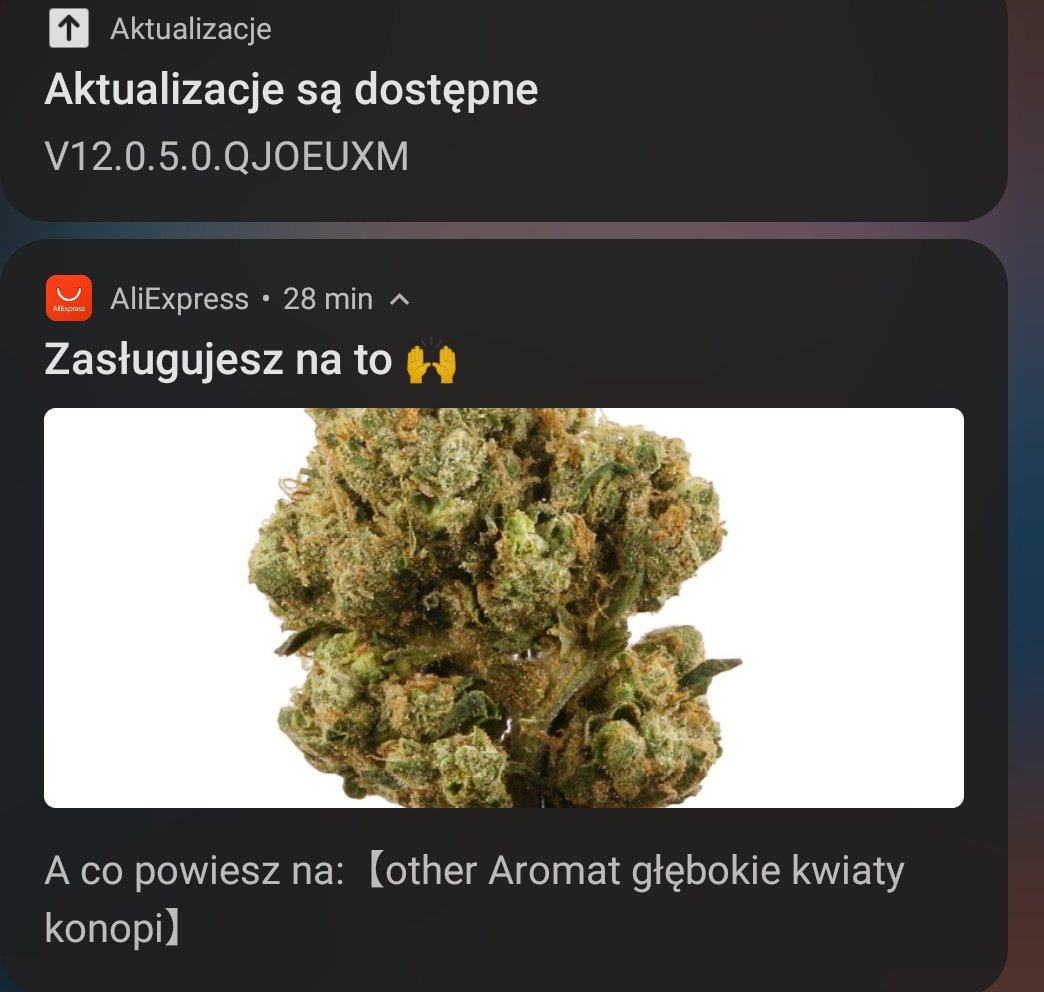 Aktualizacje
Aktualizacje są dostępne
V12.0.5.0.QJOEUXM
AliExpress
AliExpress • 28 min
Zasługujesz na to 🙌
A co powiesz na:【other Aromat głębokie kwiaty
konopi】